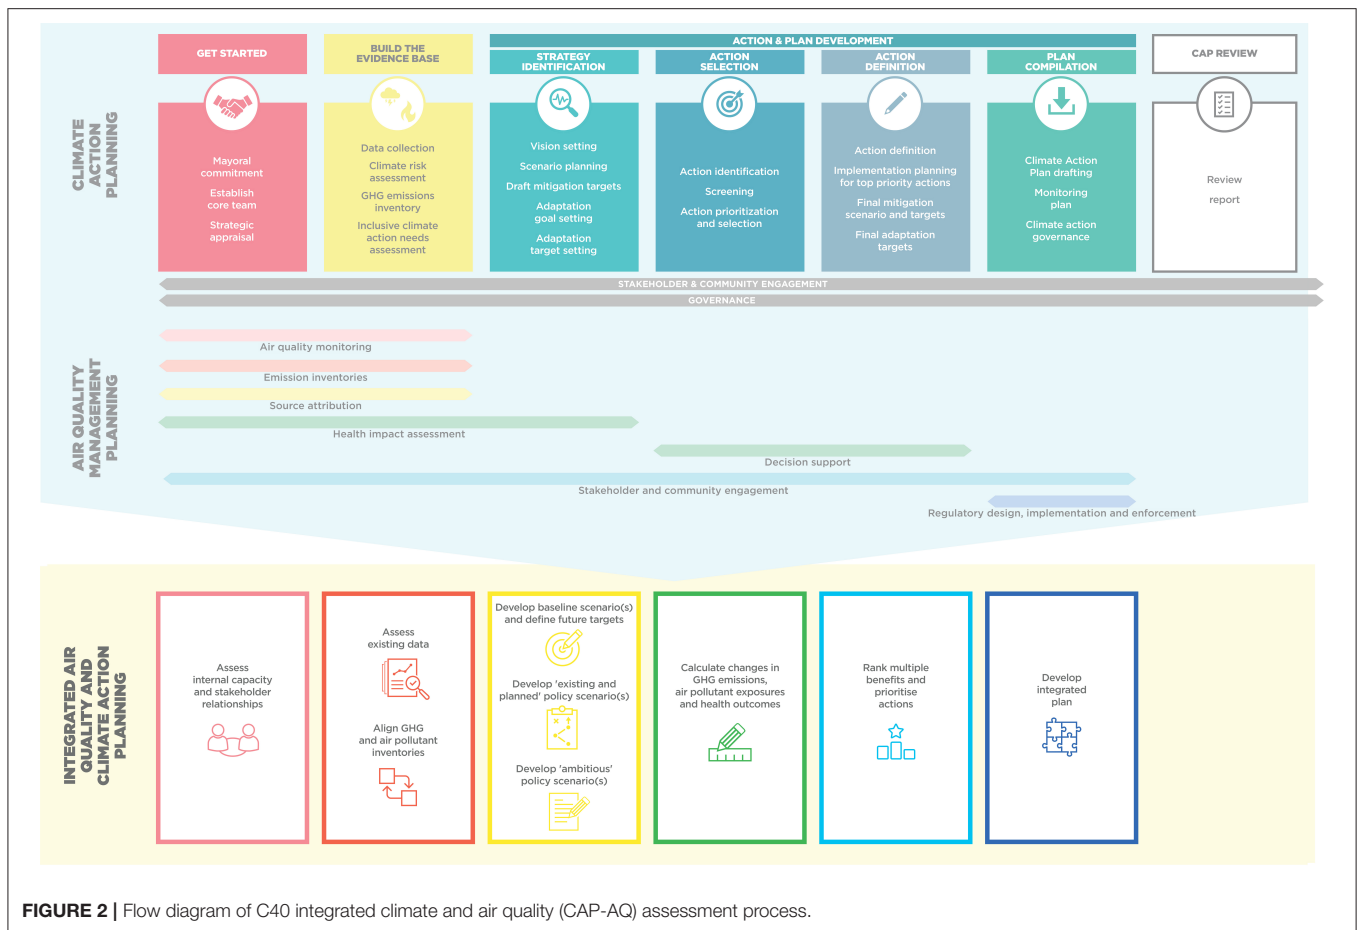 GET STARTED
BUILD THE
EVIDENCE BASE
ACTION & PLAN DEVELOPMENT
STRATEGY
IDENTIFICATION
ACTION
SELECTION
ACTION
DEFINITION
PLAN
COMPILATION
CAP REVIEW
CLIMATE
ACTION
PLANNING
Mayoral
commitment
Establish
core team
Strategic
appraisal
Data collection
Climate risk
assessment
GHG emissions
inventory
Inclusive climate
action needs
assessment
Vision setting
Scenario planning
Draft mitigation targets
Adaptation
goal setting
Adaptation
target setting
Action identification
Screening
Action prioritization
and selection
Action definition
Implementation planning
for top priority actions
Final mitigation
scenario and targets
Final adaptation
targets
Climate Action
Plan drafting
Monitoring
plan
Climate action
governance
Review
report
STAKEHOLDER & COMMUNITY ENGAGEMENT
GOVERNANCE
AIR QUALITY
MANAGEMENT
PLANNING
Air quality monitoring
Emission inventories
Source attribution
Health impact assessment
Decision support
Stakeholder and community engagement
Regulatory design, implementation and enforcement
INTEGRATED AIR
QUALITY AND
CLIMATE ACTION
PLANNING
Assess
internal capacity
and stakeholder
relationships
Assess
existing data
Align GHG
and air pollutant
inventories
Develop baseline scenario(s)
and define future targets
Develop 'existing and
planned' policy scenario(s)
Develop 'ambitious'
policy scenario(s)
Calculate changes in
GHG emissions,
air pollutant exposures
and health outcomes
Rank multiple
benefits and
prioritise
actions
Develop
integrated
plan
FIGURE 2 | Flow diagram of C40 integrated climate and air quality (CAP-AQ) assessment process.